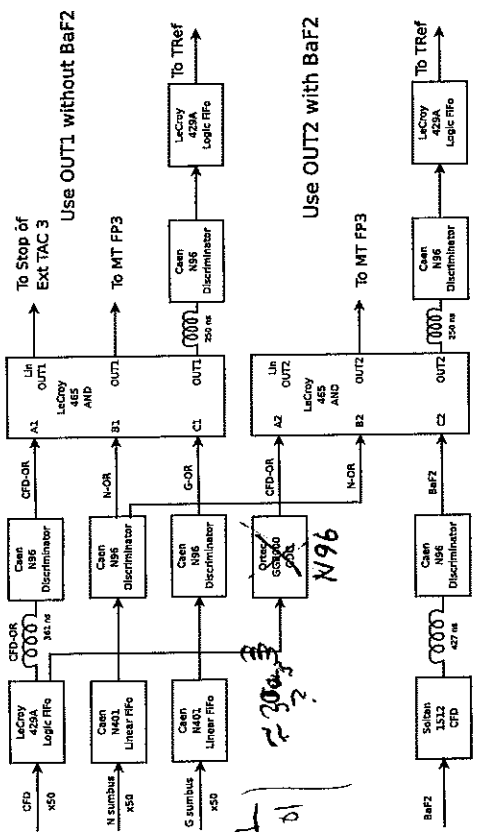 CFD
x50
LeCroy
429A
Logic FiFo
CFD-OR
361 ns
Caen
N96
Discriminator
CFD-OR
A1
Lin
OUT1
To Stop of
Ext TAC 3
Use OUT1 without BaF2
N sumbus
x50
Caen
N401
Linear FiFo
Caen
N96
Discriminator
N-OR
B1
OUT1
LeCroy
465
AND
To MT FP3
G sumbus
x50
Caen
N401
Linear FiFo
Caen
N96
Discriminator
G-OR
C1
OUT1
250 ns
Caen
N96
Discriminator
LeCroy
429A
Logic FiFo
To TRef
Ortec
GG8000
N96
CFD-OR
A2
Lin
OUT2
Use OUT2 with BaF2
N-OR
B2
OUT2
LeCroy
465
AND
To MT FP3
BaF2
Soltan
1512
CFD
427 ns
Caen
N96
Discriminator
BaF2
C2
OUT2
250 ns
Caen
N96
Discriminator
LeCroy
429A
Logic FiFo
To TRef